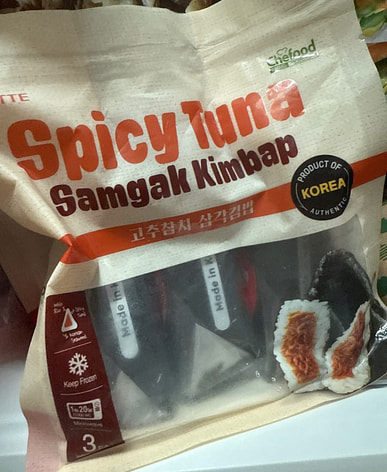 TTE
Chefood
Spicy Tuna
Samgak Kimbap
PRODUCT OF
KOREA
AUTHENTIC
고추참치 삼각김밥
Made in
Made in K
Keep Frozen
Microwave
3